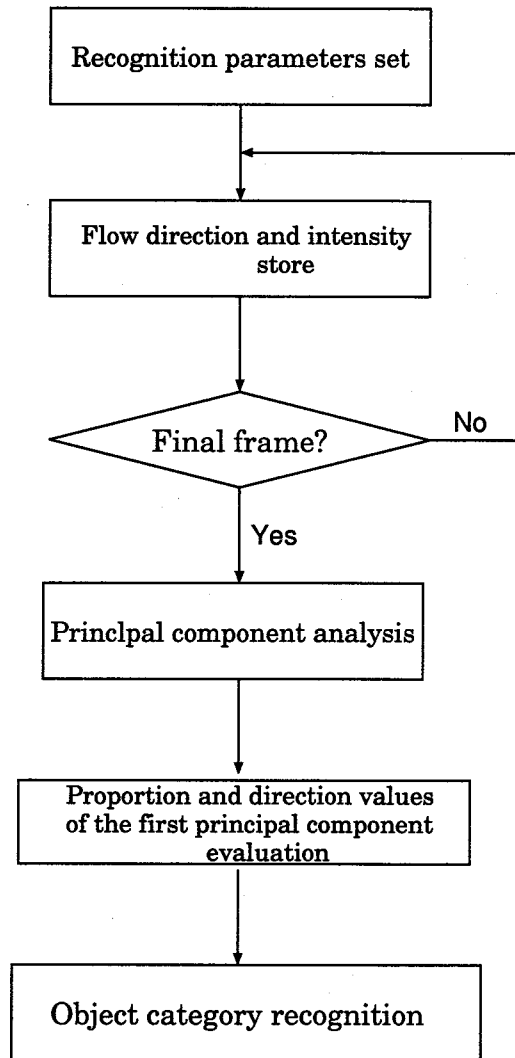 Recognition parameters set
Flow direction and intensity
store
Final frame?
No
Yes
Princlpal component analysis
Proportion and direction values
of the first principal component
evaluation
Object category recognition